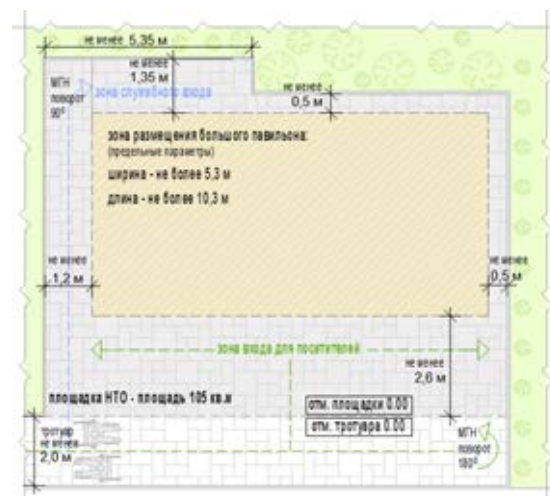 не менее 5,35 м
не менее
1,35 м
МГН
поворот
90⁰
зона служебного входа
не менее
0,5 м
зона размещения большого павильона:
(предельные параметры)
ширина - не более 5,3 м
длина - не более 10,3 м
не менее
1,2 м
не менее
0,5 м
зона входа для посетителей
не менее
2,6 м
площадка НТО - площадь 105 кв.м
отм. площадки 0.00
отм. тротуара 0.00
тротуар
не менее
2,0 м
МГН
поворот
180⁰